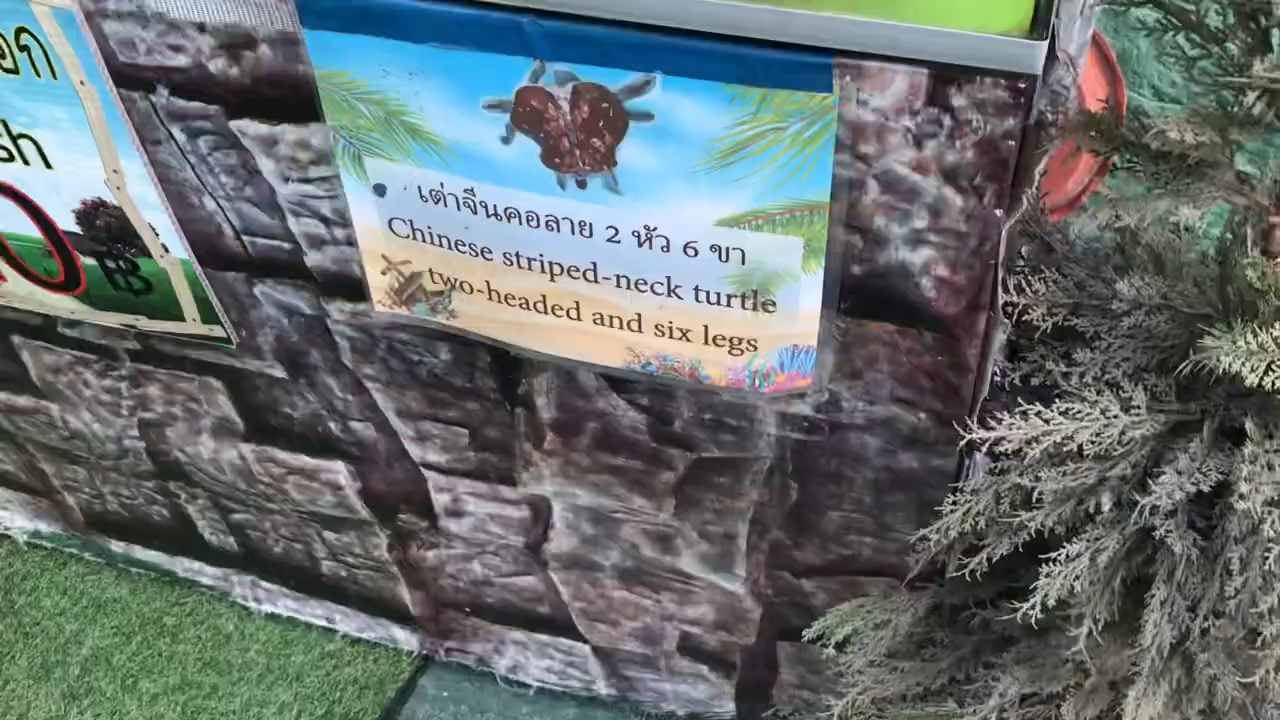 เต่าจีนคอลาย 2 หัว 6 ขา
Chinese striped-neck turtle
two-headed and six legs